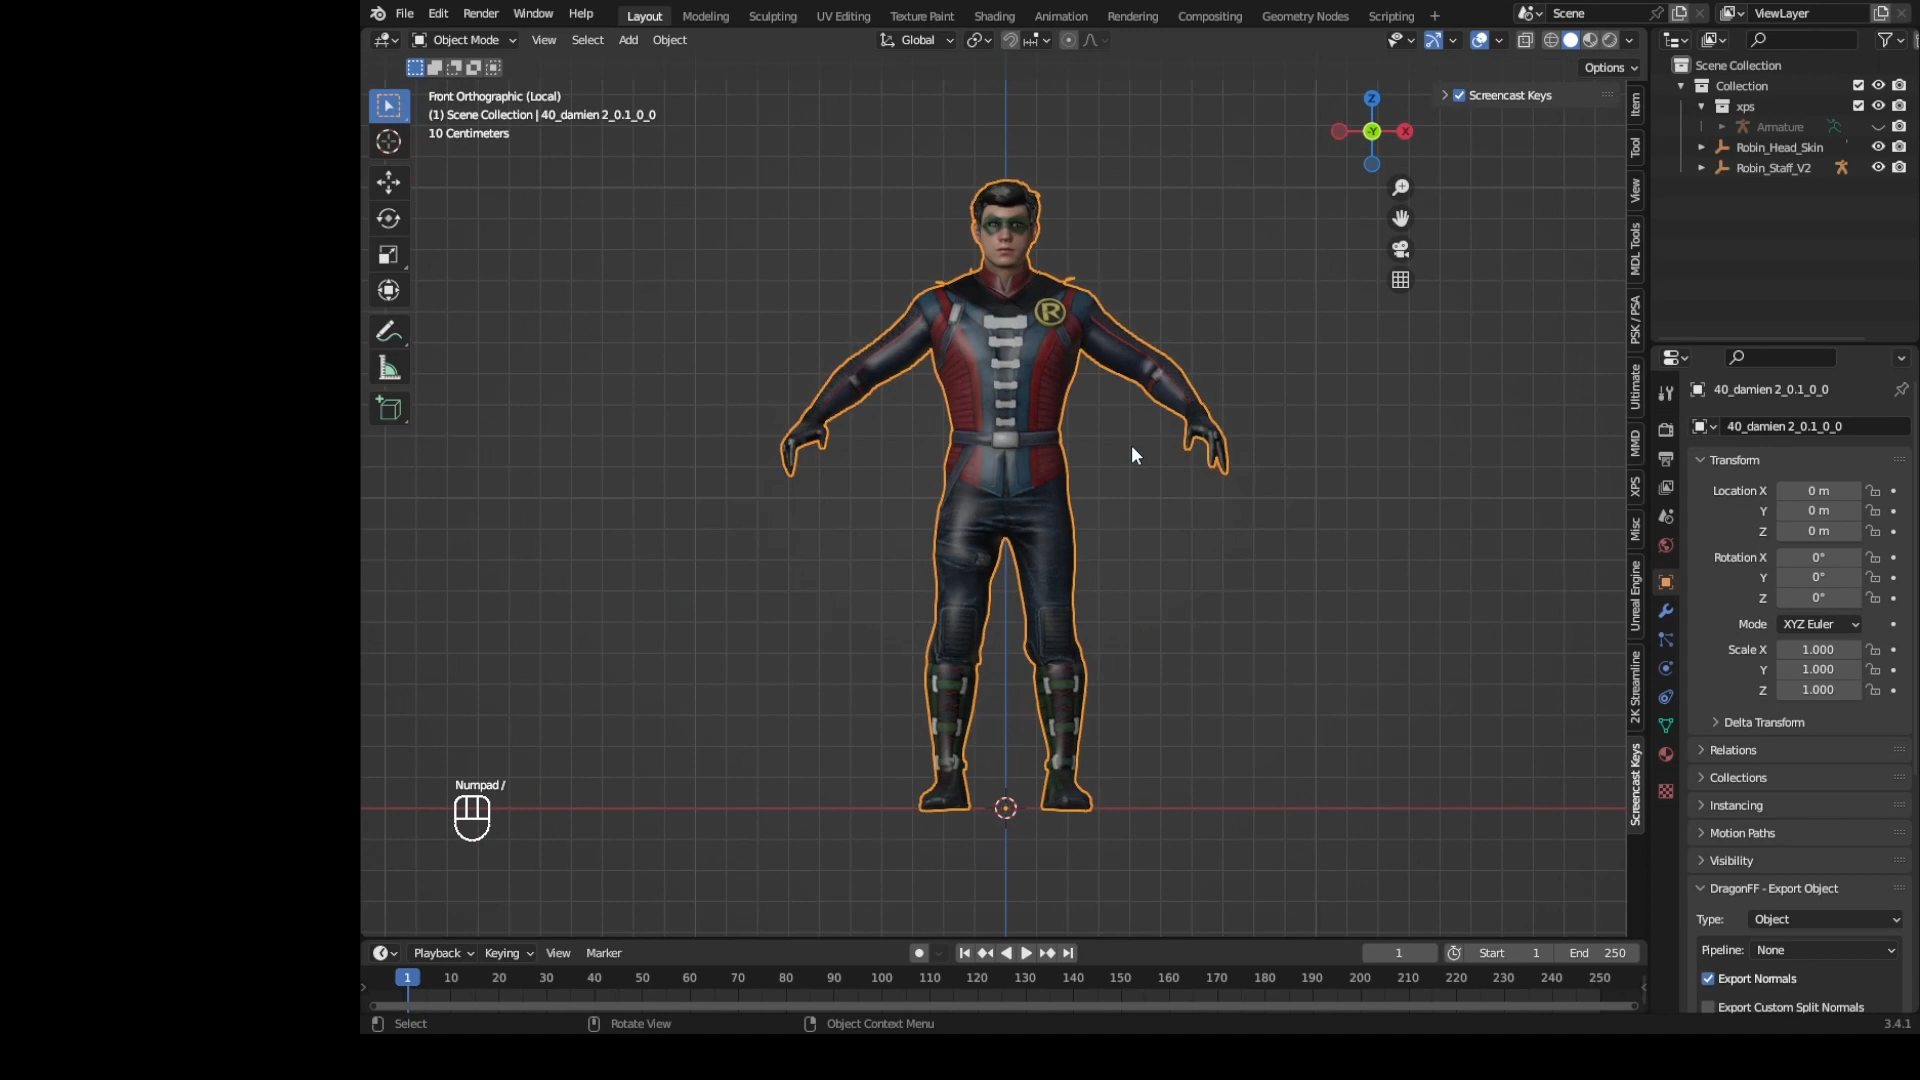 File Edit Render Window Help Layout Modeling Sculpting UV Editing Texture Paint Shading Animation Rendering Compositing Geometry Nodes Scripting + Scene ViewLayer
Object Mode View Select Add Object Global
Options
Front Orthographic (Local)
(1) Scene Collection | 40_damien 2_0.1_0_0
10 Centimeters
Screencast Keys
Z
-Y
X
R
Numpad /
Item
Tool
View
MDL Tools
PSK / PSA
Ultimate
MMD
XPS
Misc
Unreal Engine
2K Streamline
Screencast Keys
Scene Collection
Collection
xps
Armature
Robin_Head_Skin
Robin_Staff_V2
40_damien 2_0.1_0_0
40_damien 2_0.1_0_0
Transform
Location X 0 m
Y 0 m
Z 0 m
Rotation X 0°
Y 0°
Z 0°
Mode XYZ Euler
Scale X 1.000
Y 1.000
Z 1.000
Delta Transform
Relations
Collections
Instancing
Motion Paths
Visibility
DragonFF - Export Object
Type: Object
Pipeline: None
Export Normals
Export Custom Split Normals
Playback Keying View Marker 1 Start 1 End 250
1 10 20 30 40 50 60 70 80 90 100 110 120 130 140 150 160 170 180 190 200 210 220 230 240 250
Select Rotate View Object Context Menu 3.4.1